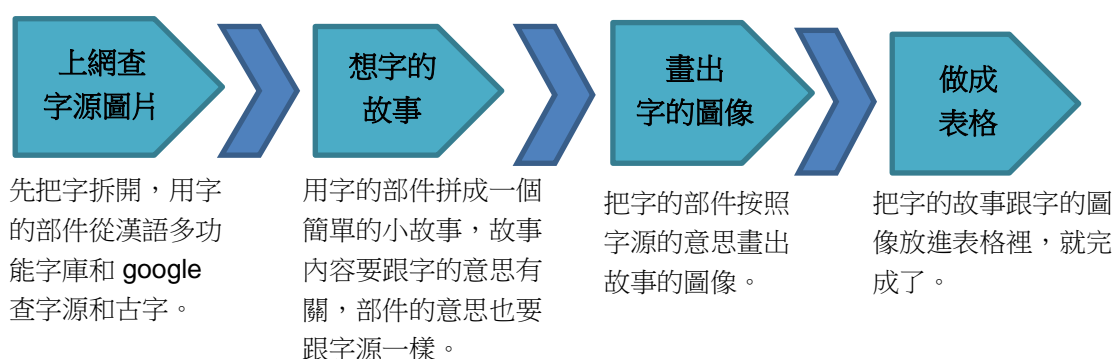 上網查
字源圖片
先把字拆開，用字
的部件從漢語多功
能字庫和 google
查字源和古字。
想字的
故事
用字的部件拼成一個
簡單的小故事，故事
內容要跟字的意思有
關，部件的意思也要
跟字源一樣。
畫出
字的圖像
把字的部件按照
字源的意思畫出
故事的圖像。
做成
表格
把字的故事跟字的圖
像放進表格裡，就完
成了。